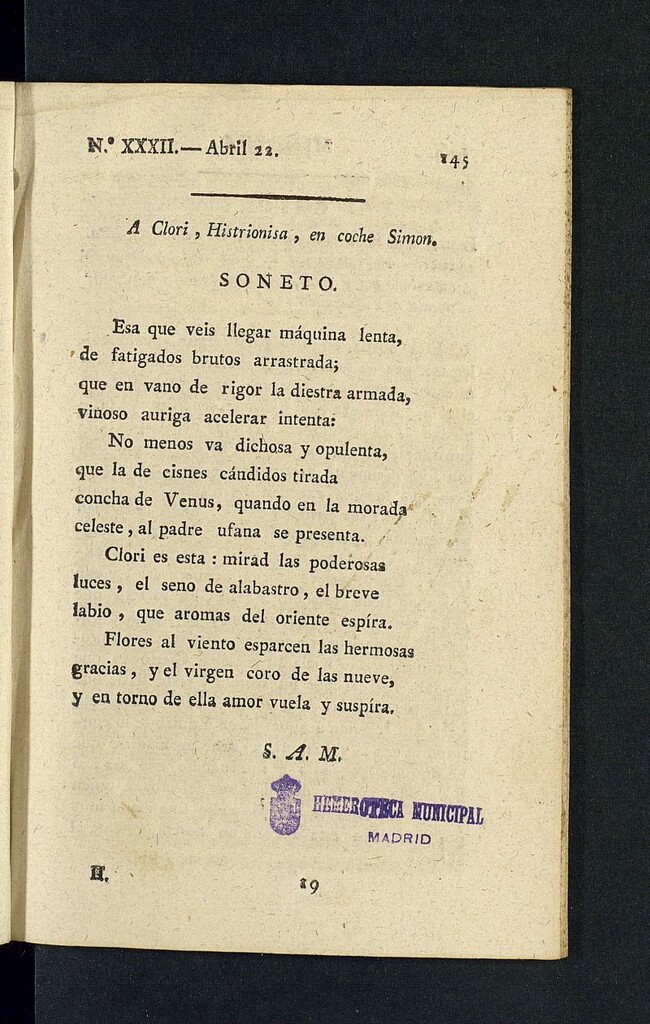 N.º XXXII.—Abril 22.
145
A Clori, Histrionisa, en coche Simon.
SONETO.
Esa que veis llegar máquina lenta,
de fatigados brutos arrastrada;
que en vano de rigor la diestra armada,
vinoso auriga acelerar intenta:
No menos va dichosa y opulenta,
que la de cisnes cándidos tirada
concha de Venus, quando en la morada
celeste, al padre ufana se presenta.
Clori es esta: mirad las poderosas
luces, el seno de alabastro, el breve
labio, que aromas del oriente espíra.
Flores al viento esparcen las hermosas
gracias, y el virgen coro de las nueve,
y en torno de ella amor vuela y suspíra.
S. A. M.
HEMEROTECA MUNICIPAL
MADRID
II.
19